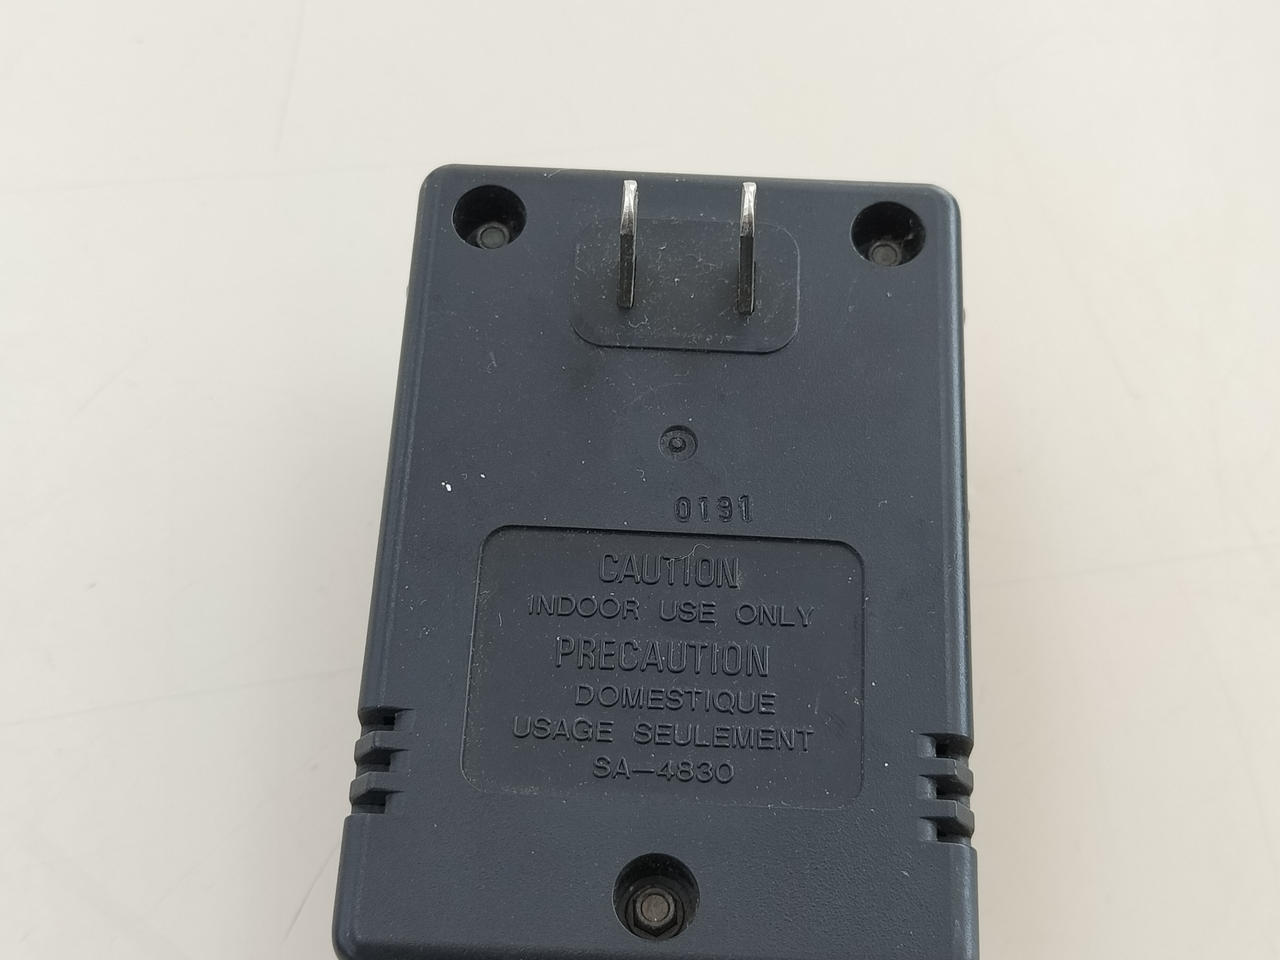 0191
CAUTION
INDOOR USE ONLY
PRECAUTION
DOMESTIQUE
USAGE SEULEMENT
SA-4830